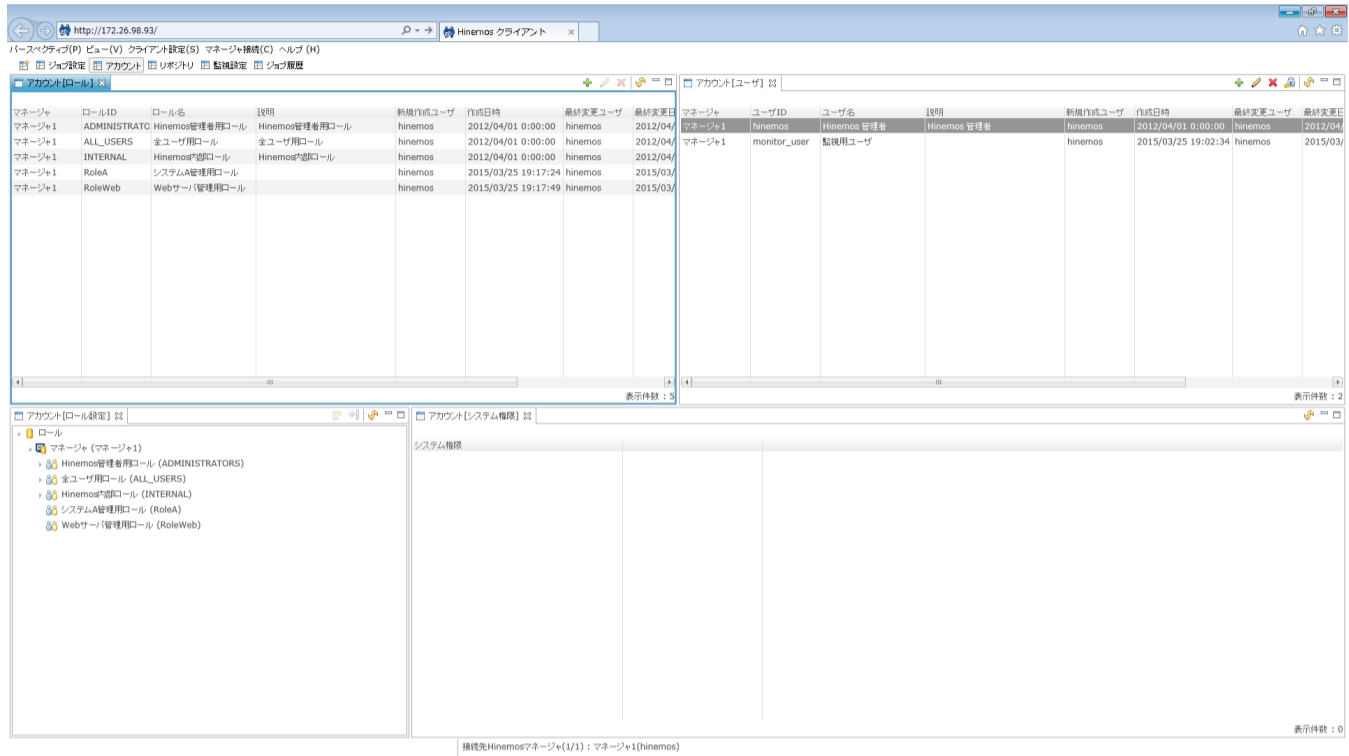 http://172.26.98.93/
Hinemos クライアント
パースペクティブ(P) ビュー(V) クライアント設定(S) マネージャ接続(C) ヘルプ (H)
ジョブ設定 アカウント リポジトリ 監視設定 ジョブ履歴
アカウント[ロール]
マネージャ ロールID ロール名 説明 新規作成ユーザ 作成日時 最終変更ユーザ 最終変更日
マネージャ1 ADMINISTRATO Hinemos管理者用ロール Hinemos管理者用ロール hinemos 2012/04/01 0:00:00 hinemos 2012/04/
マネージャ1 ALL_USERS 全ユーザ用ロール 全ユーザ用ロール hinemos 2012/04/01 0:00:00 hinemos 2012/04/
マネージャ1 INTERNAL Hinemos内部ロール Hinemos内部ロール hinemos 2012/04/01 0:00:00 hinemos 2012/04/
マネージャ1 RoleA システムA管理用ロール hinemos 2015/03/25 19:17:24 hinemos 2015/03/
マネージャ1 RoleWeb Webサーバ管理用ロール hinemos 2015/03/25 19:17:49 hinemos 2015/03/
表示件数 : 5
アカウント[ユーザ]
マネージャ ユーザID ユーザ名 説明 新規作成ユーザ 作成日時 最終変更ユーザ 最終変更日
マネージャ1 hinemos Hinemos 管理者 Hinemos 管理者 hinemos 2012/04/01 0:00:00 hinemos 2012/04/
マネージャ1 monitor_user 監視用ユーザ hinemos 2015/03/25 19:02:34 hinemos 2015/03/
表示件数 : 2
アカウント[ロール設定]
ロール
マネージャ (マネージャ1)
Hinemos管理者用ロール (ADMINISTRATORS)
全ユーザ用ロール (ALL_USERS)
Hinemos内部ロール (INTERNAL)
システムA管理用ロール (RoleA)
Webサーバ管理用ロール (RoleWeb)
アカウント[システム権限]
システム権限
表示件数 : 0
接続先Hinemosマネージャ(1/1) : マネージャ1(hinemos)